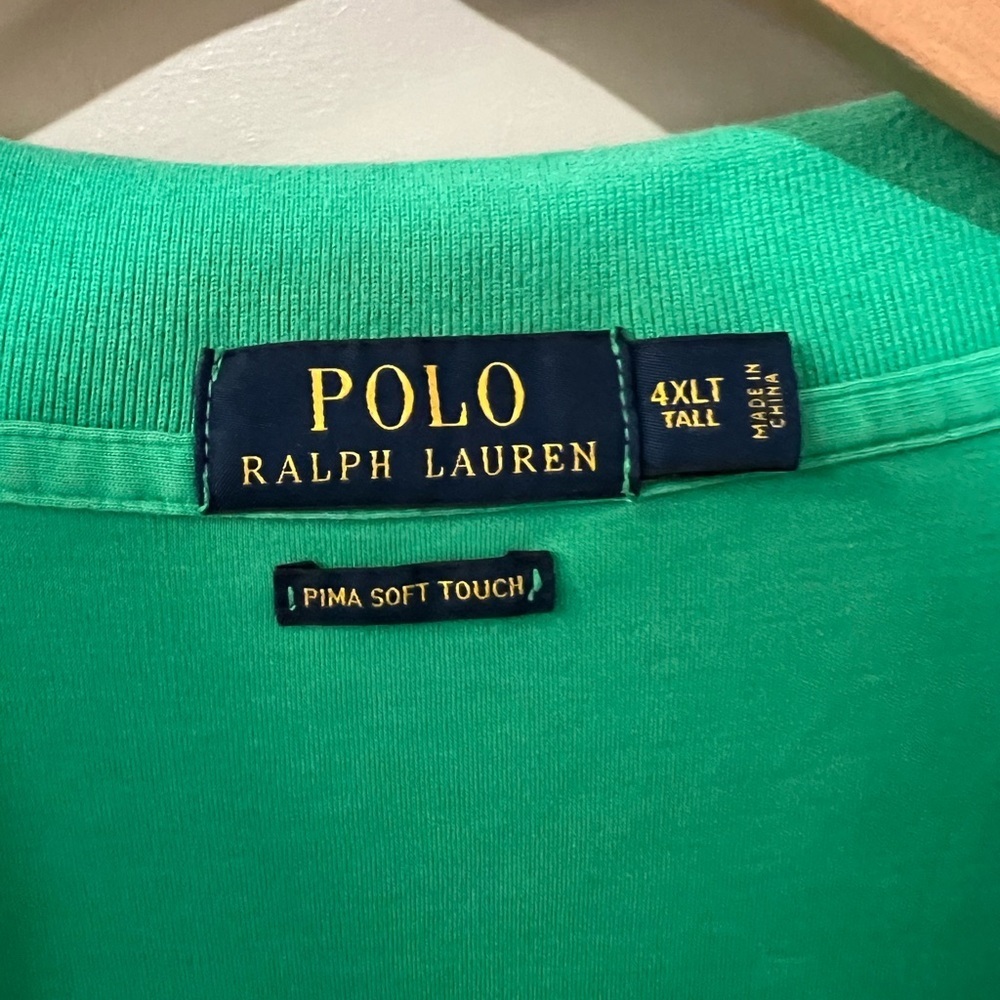 POLO
RALPH LAUREN
4XLT
TALL
MADE IN
CHINA
PIMA SOFT TOUCH